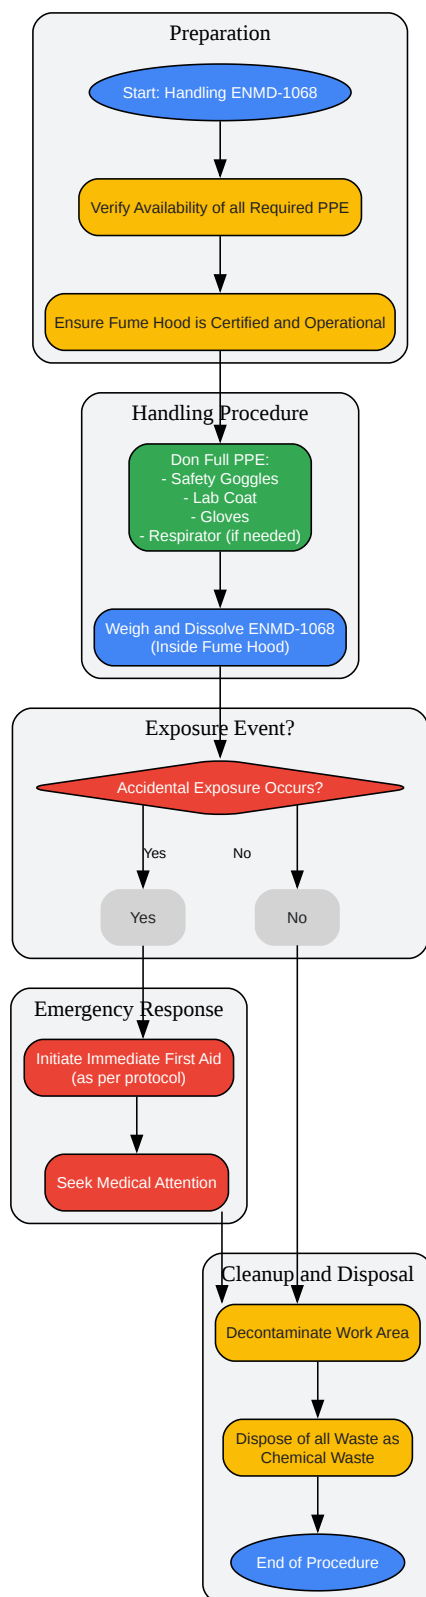 Preparation
Start: Handling ENMD-1068
Verify Availability of all Required PPE
Ensure Fume Hood is Certified and Operational
Handling Procedure
Don Full PPE:
- Safety Goggles
- Lab Coat
- Gloves
- Respirator (if needed)
Weigh and Dissolve ENMD-1068
(Inside Fume Hood)
Exposure Event?
Accidental Exposure Occurs?
Yes
No
Yes
No
Emergency Response
Initiate Immediate First Aid
(as per protocol)
Seek Medical Attention
Cleanup and Disposal
Decontaminate Work Area
Dispose of all Waste as
Chemical Waste
End of Procedure